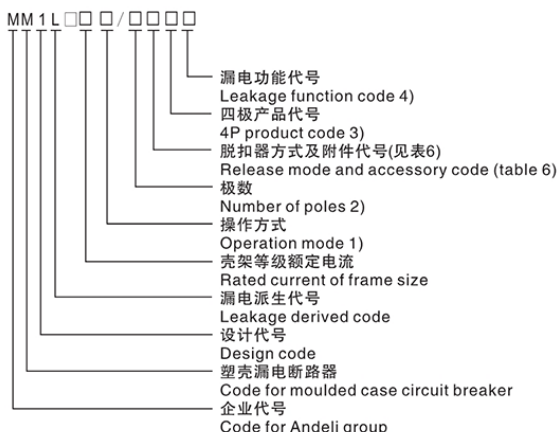 MM1L□□□/□□□□
漏电功能代号
Leakage function code 4)
四极产品代号
4P product code 3)
脱扣器方式及附件代号(见表6)
Release mode and accessory code (table 6)
极数
Number of poles 2)
操作方式
Operation mode 1)
壳架等级额定电流
Rated current of frame size
漏电派生代号
Leakage derived code
设计代号
Design code
塑壳漏电断路器
Code for moulded case circuit breaker
企业代号
Code for Andeli group